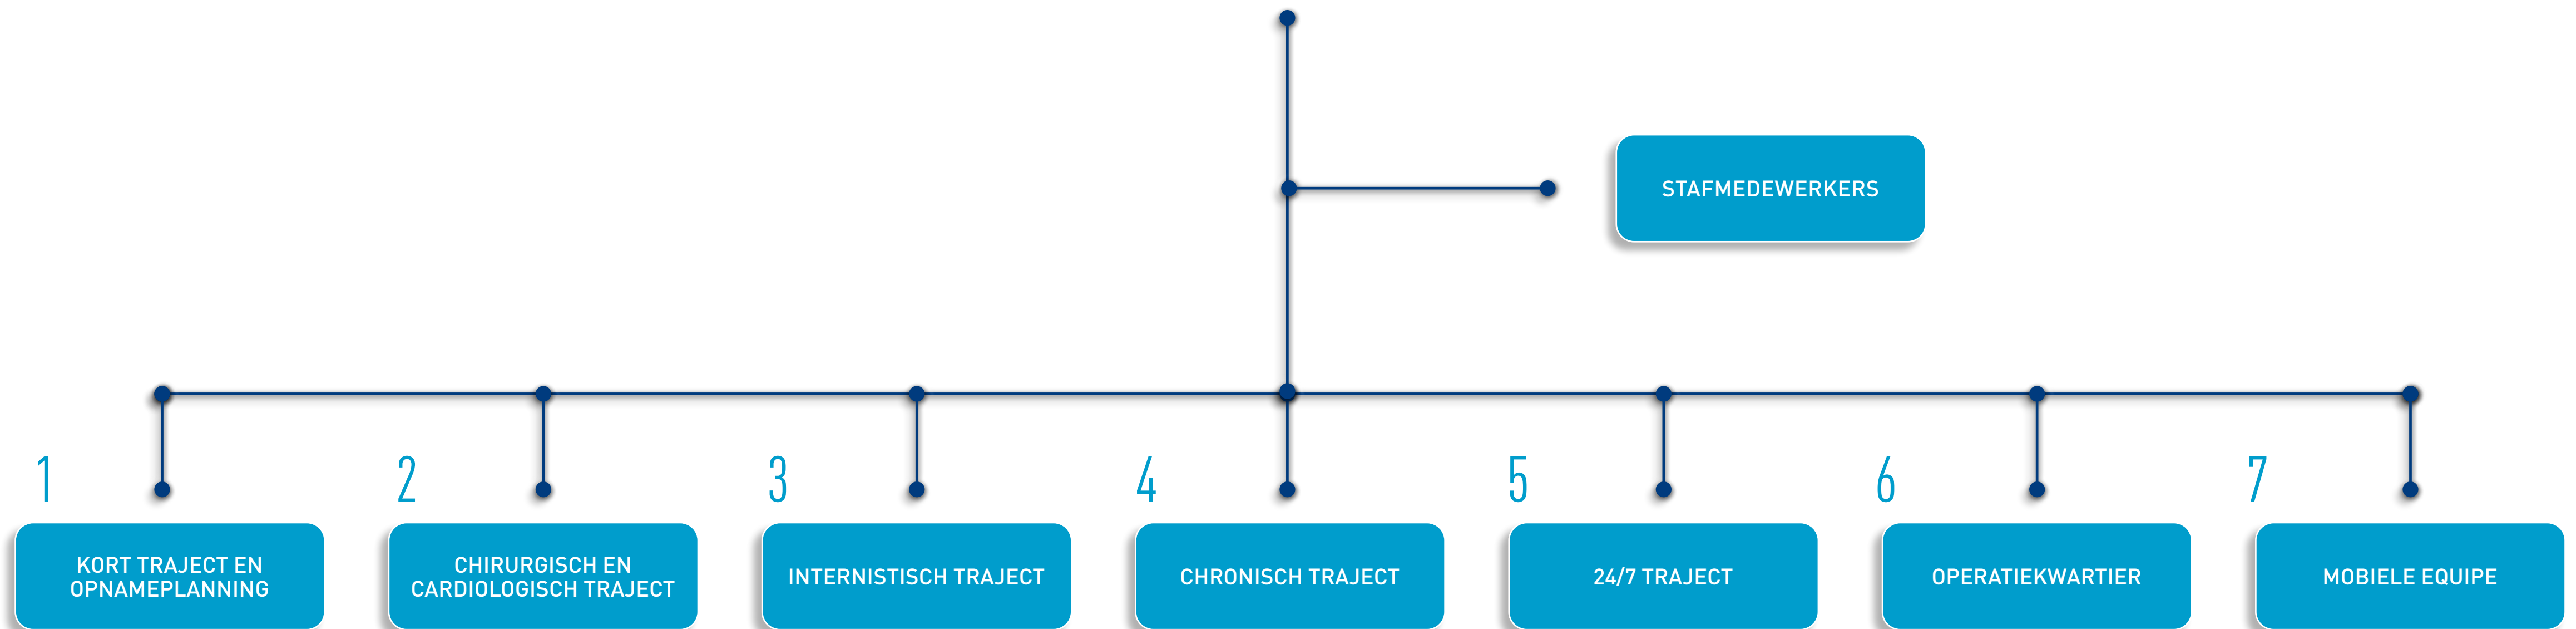 STAFMEDEWERKERS
1
KORT TRAJECT EN
OPNAMEPLANNING
2
CHIRURGISCH EN
CARDIOLOGISCH TRAJECT
3
INTERNISTISCH TRAJECT
4
CHRONISCH TRAJECT
5
24/7 TRAJECT
6
OPERATIEKWARTIER
7
MOBIELE EQUIPE